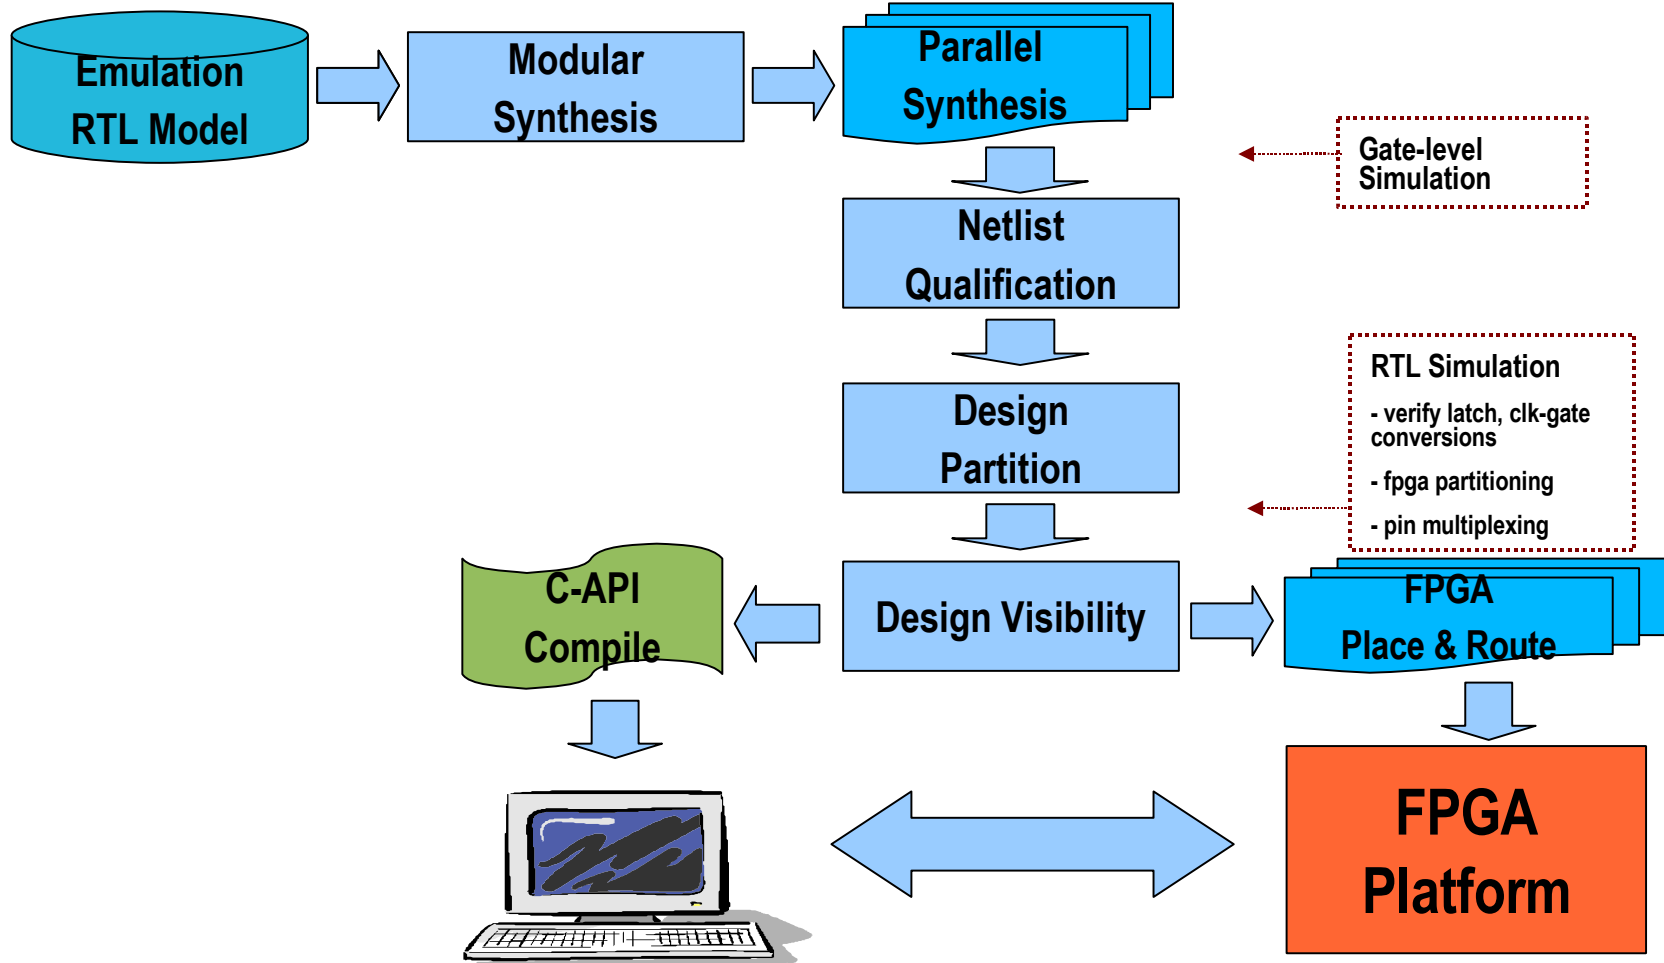 Emulation
RTL Model
Modular
Synthesis
Parallel
Synthesis
Gate-level
Simulation
Netlist
Qualification
RTL Simulation
- verify latch, clk-gate
conversions
- fpga partitioning
- pin multiplexing
Design
Partition
C-API
Compile
Design Visibility
FPGA
Place & Route
FPGA
Platform